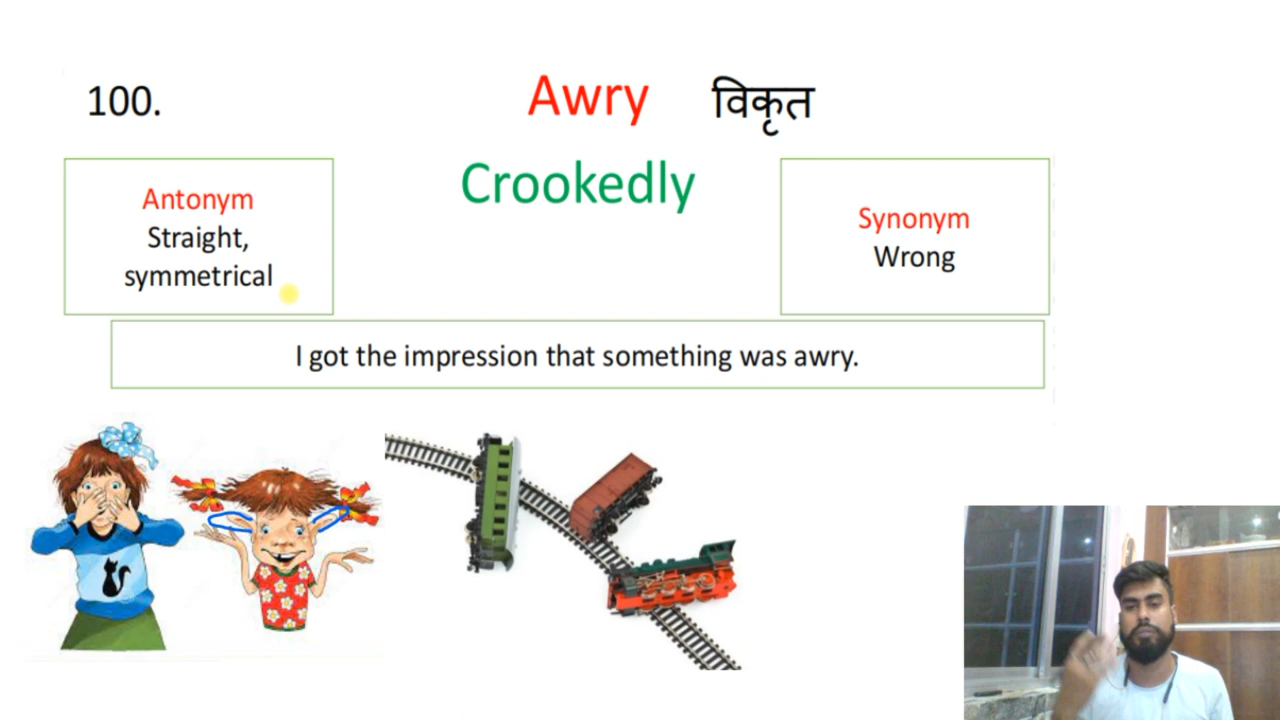 100.
Awry विकृत
Crookedly
Antonym
Straight,
symmetrical
Synonym
Wrong
I got the impression that something was awry.